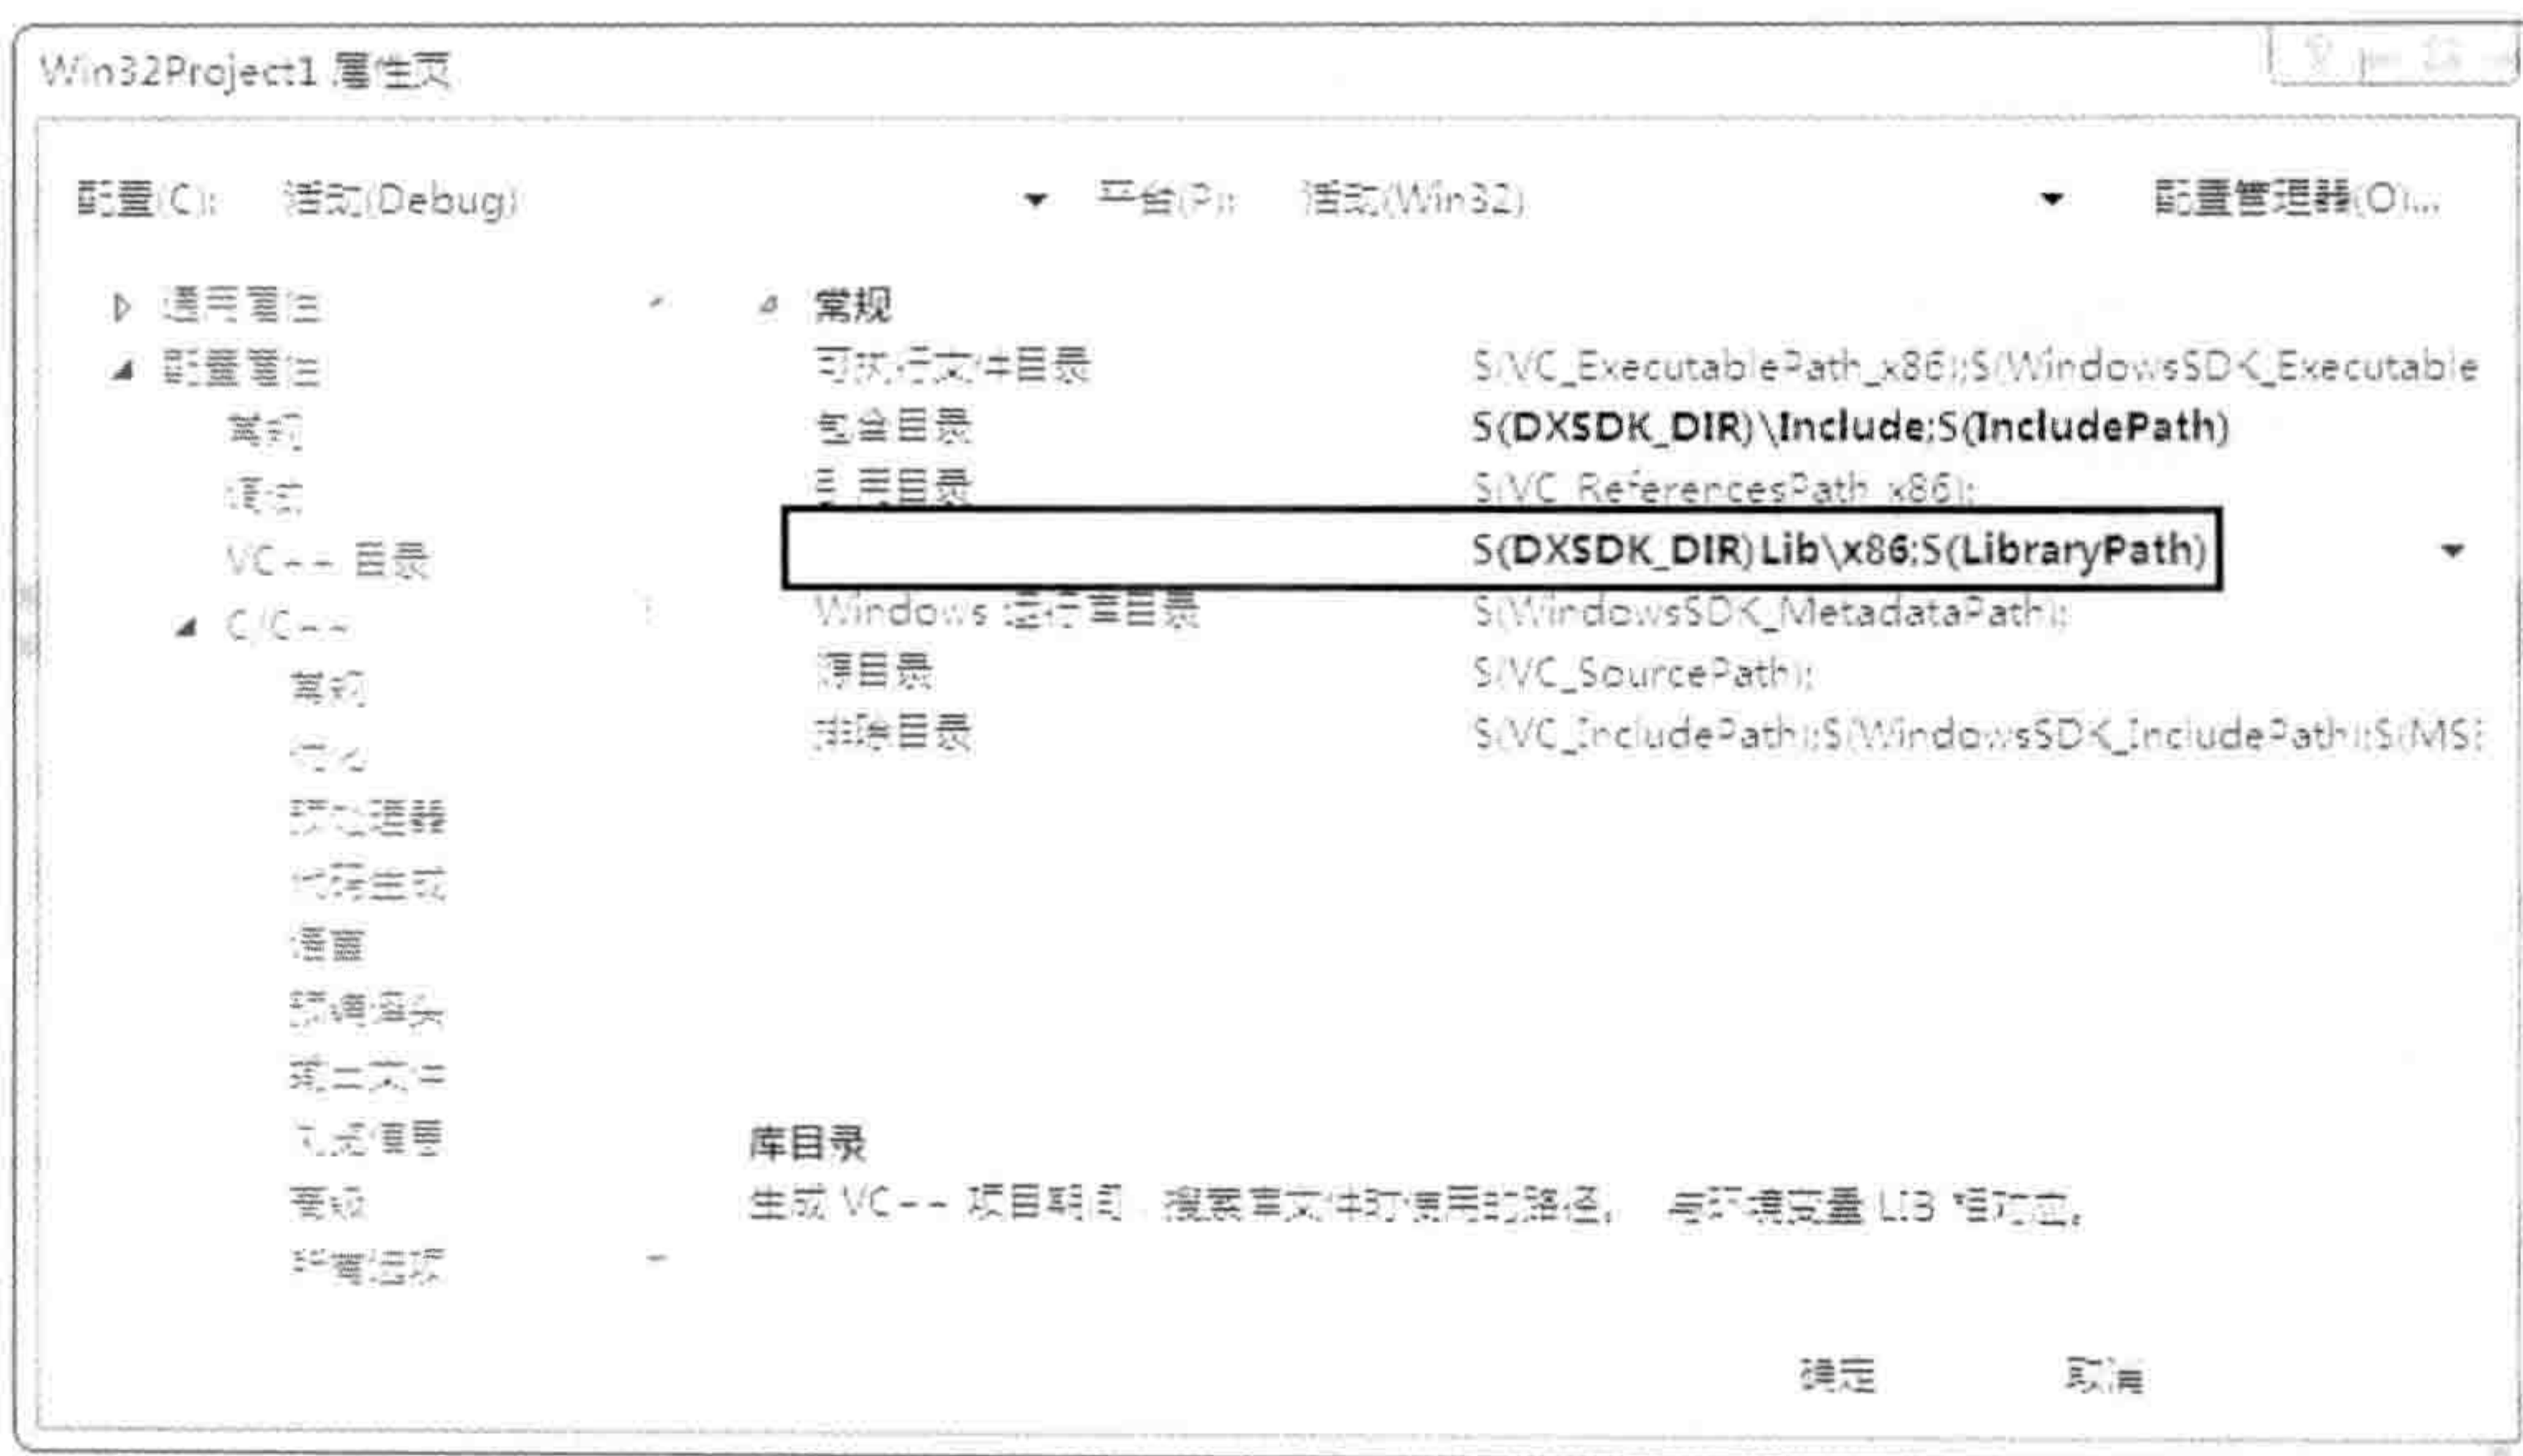 Win32Project1 属性页
配置(C): 活动(Debug) 平台(P): 活动(Win32) 配置管理器(O)...
通用属性
配置属性
常规
调试
VC++ 目录
C/C++
常规
优化
预处理器
代码生成
语言
预编译头
输出文件
浏览信息
高级
所有选项
常规
可执行文件目录 $(VC_ExecutablePath_x86);$(WindowsSDK_Executable
包含目录 $(DXSDK_DIR)\Include;$(IncludePath)
引用目录 $(VC_ReferencesPath_x86);
$(DXSDK_DIR)Lib\x86;$(LibraryPath)
Windows 运行库目录 $(WindowsSDK_MetadataPath);
源目录 $(VC_SourcePath);
排除目录 $(VC_IncludePath);$(WindowsSDK_IncludePath);$(MSE
库目录
生成 VC++ 项目期间，搜索库文件时使用的路径。 与环境变量 LIB 相对应。
确定 取消